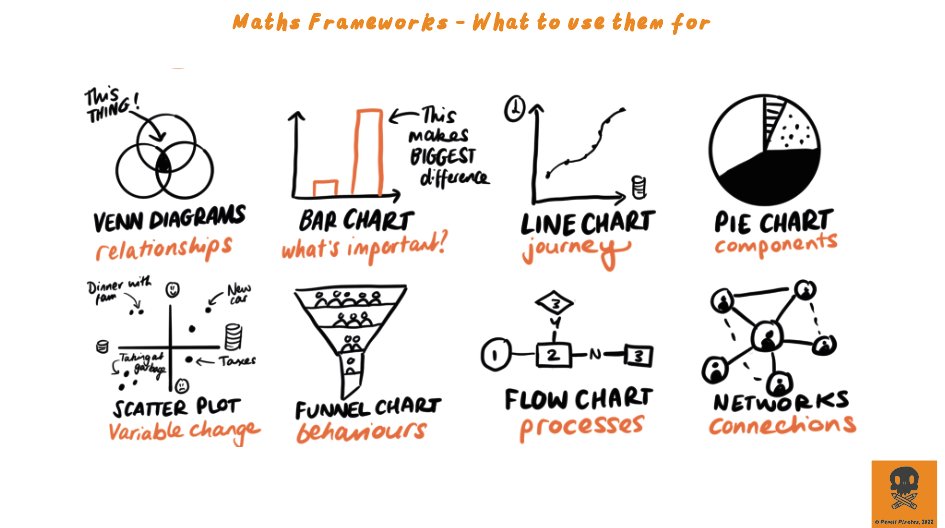 Maths Frameworks - What to use them for
This
THING!
VENN DIAGRAMS
relationships
This
makes
BIGGEST
difference
BAR CHART
what's important?
LINE CHART
journey
PIE CHART
components
Dinner with
fam
New
car
Taking out
garbage
Taxes
SCATTER PLOT
Variable change
FUNNEL CHART
behaviours
3
Y
1
2
N
3
FLOW CHART
processes
NETWORKS
connections
© Pencil Pirates, 2022